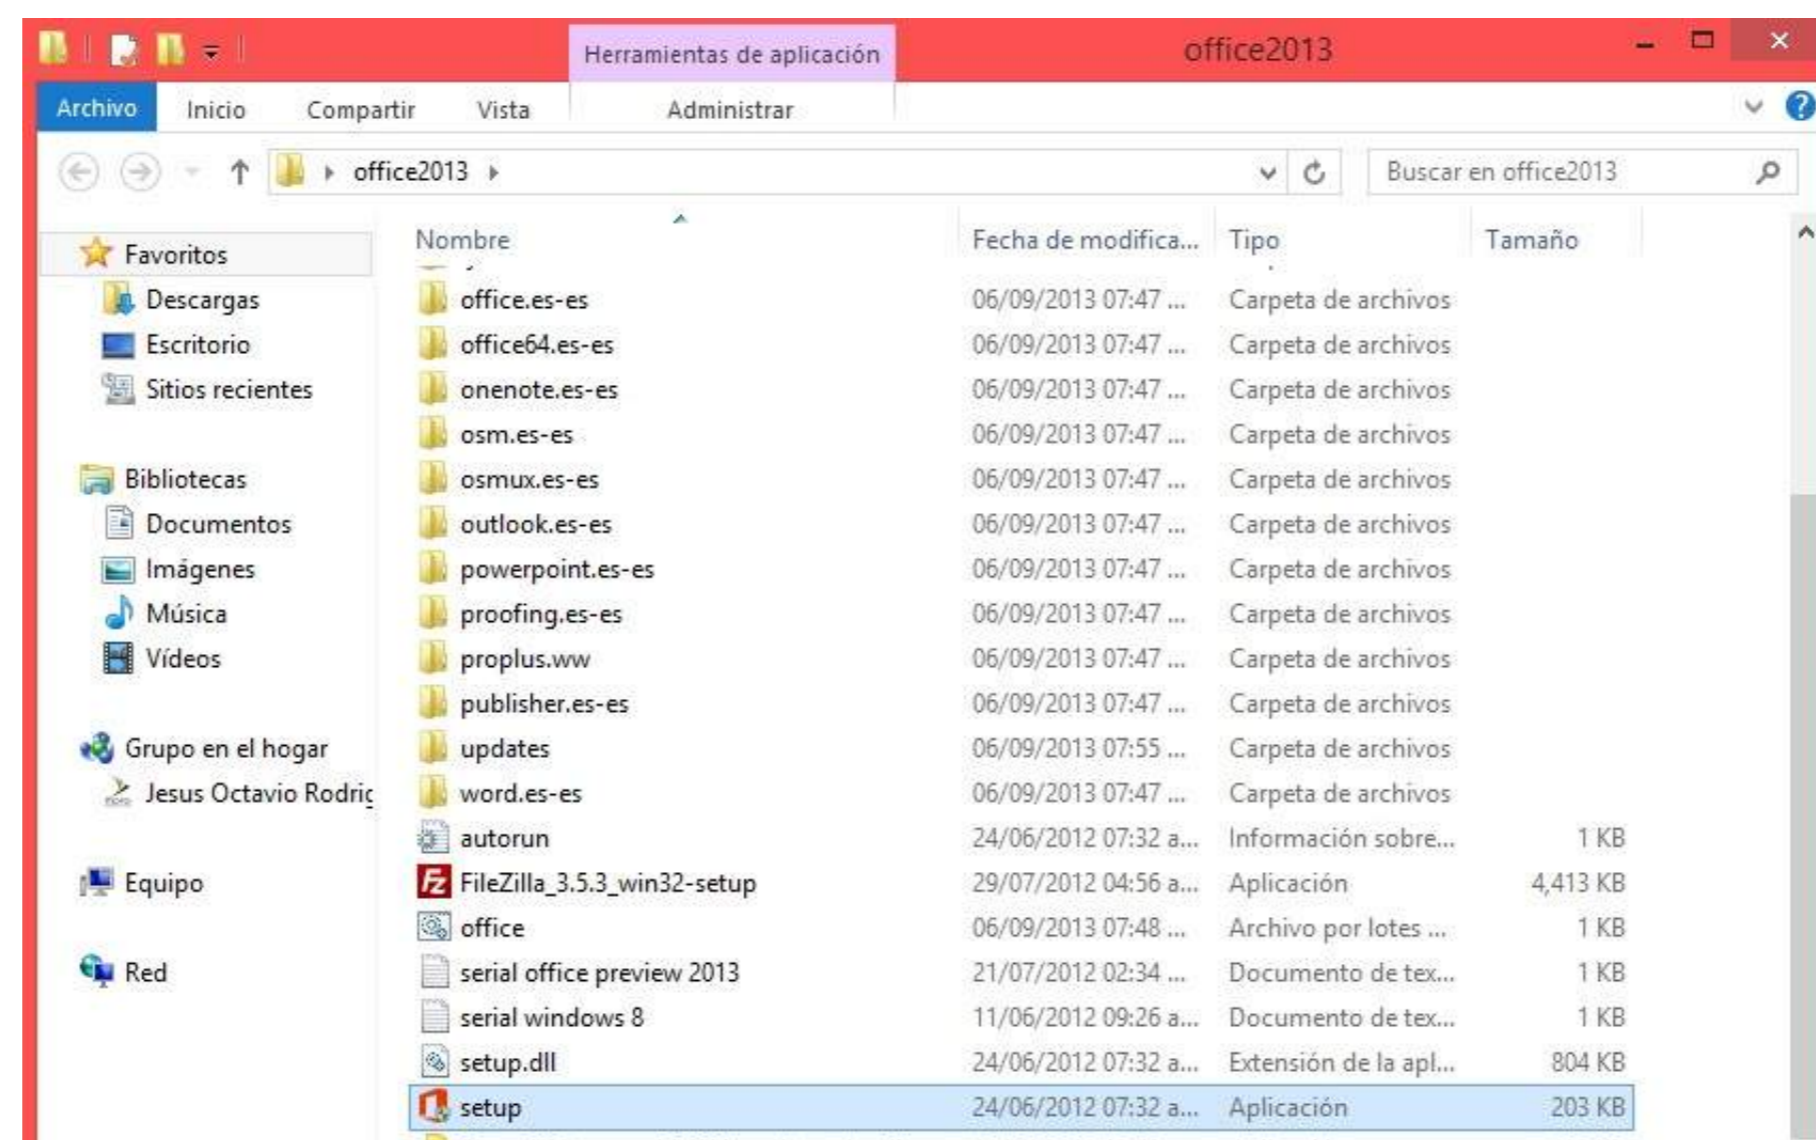 Herramientas de aplicación
office2013
Archivo Inicio Compartir Vista Administrar
office2013
Buscar en office2013
Nombre Fecha de modifica... Tipo Tamaño
Favoritos
Descargas
Escritorio
Sitios recientes
Bibliotecas
Documentos
Imágenes
Música
Vídeos
Grupo en el hogar
Jesus Octavio Rodrig
Equipo
Red
office.es-es 06/09/2013 07:47 ... Carpeta de archivos
office64.es-es 06/09/2013 07:47 ... Carpeta de archivos
onenote.es-es 06/09/2013 07:47 ... Carpeta de archivos
osm.es-es 06/09/2013 07:47 ... Carpeta de archivos
osmux.es-es 06/09/2013 07:47 ... Carpeta de archivos
outlook.es-es 06/09/2013 07:47 ... Carpeta de archivos
powerpoint.es-es 06/09/2013 07:47 ... Carpeta de archivos
proofing.es-es 06/09/2013 07:47 ... Carpeta de archivos
proplus.ww 06/09/2013 07:47 ... Carpeta de archivos
publisher.es-es 06/09/2013 07:47 ... Carpeta de archivos
updates 06/09/2013 07:55 ... Carpeta de archivos
word.es-es 06/09/2013 07:47 ... Carpeta de archivos
autorun 24/06/2012 07:32 a... Información sobre... 1 KB
FileZilla_3.5.3_win32-setup 29/07/2012 04:56 a... Aplicación 4,413 KB
office 06/09/2013 07:48 ... Archivo por lotes ... 1 KB
serial office preview 2013 21/07/2012 02:34 ... Documento de tex... 1 KB
serial windows 8 11/06/2012 09:26 a... Documento de tex... 1 KB
setup.dll 24/06/2012 07:32 a... Extensión de la apl... 804 KB
setup 24/06/2012 07:32 a... Aplicación 203 KB